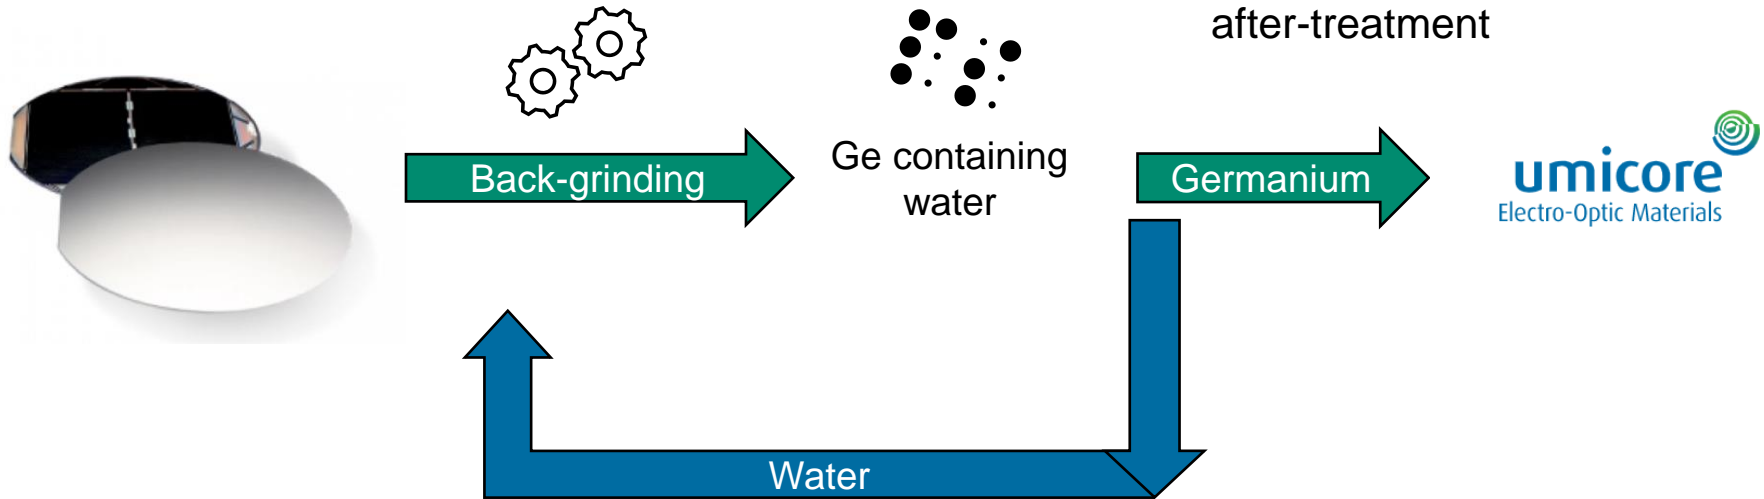 after-treatment
Back-grinding
Ge containing
water
Germanium
umicore
Electro-Optic Materials
Water